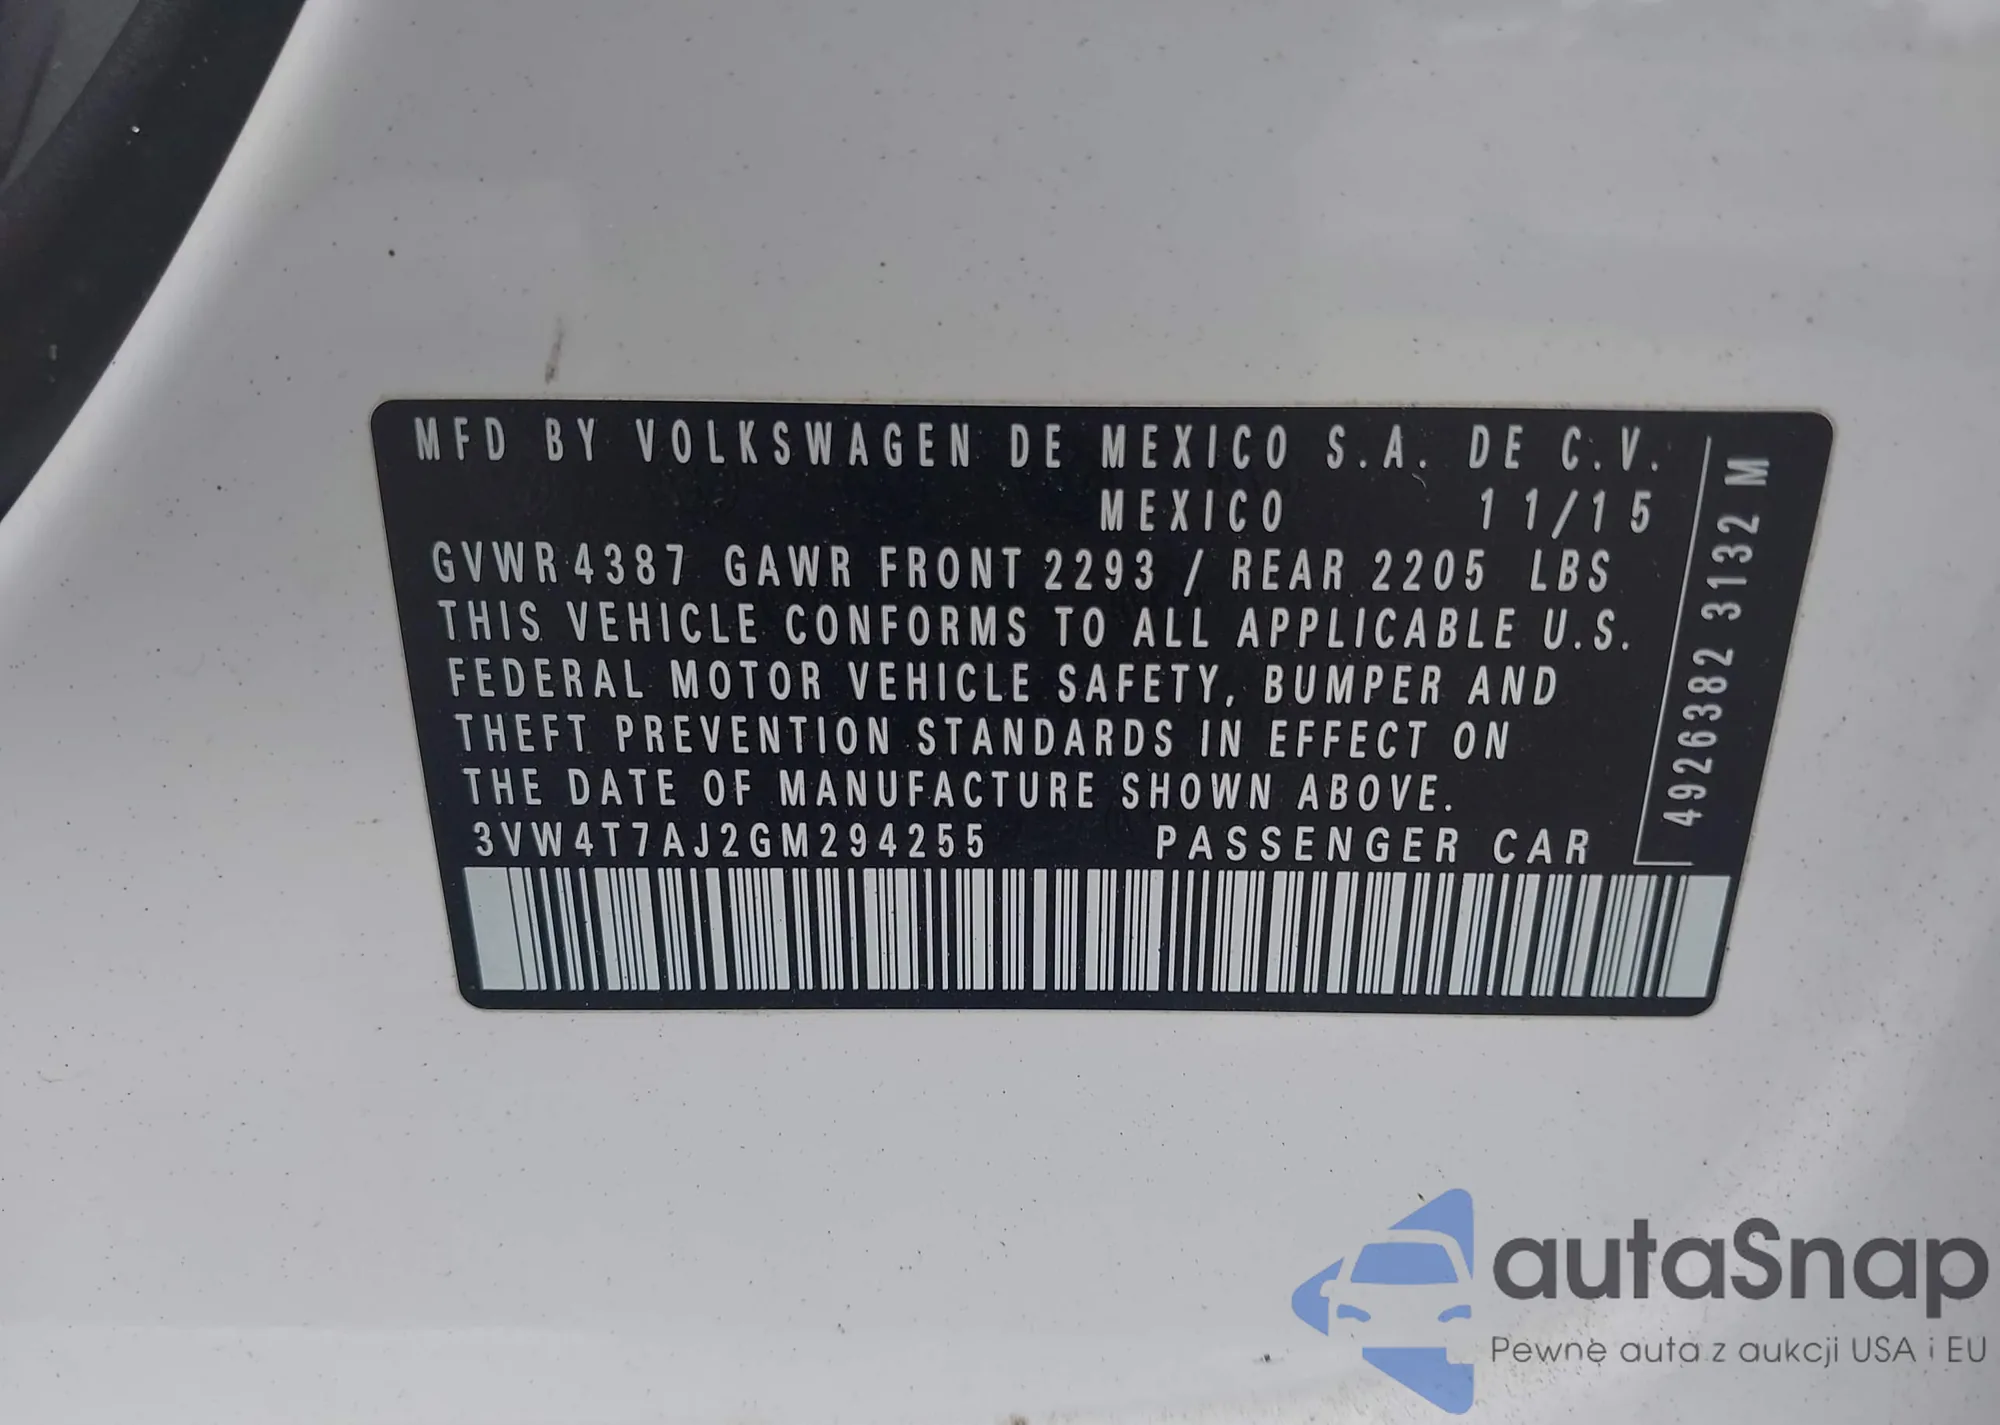 MFD BY VOLKSWAGEN DE MEXICO S.A. DE C.V.
MEXICO 11/15
GVWR 4387 GAWR FRONT 2293 / REAR 2205 LBS
THIS VEHICLE CONFORMS TO ALL APPLICABLE U.S.
FEDERAL MOTOR VEHICLE SAFETY, BUMPER AND
THEFT PREVENTION STANDARDS IN EFFECT ON
THE DATE OF MANUFACTURE SHOWN ABOVE.
3VW4T7AJ2GM294255 PASSENGER CAR
4926382 3132 M
autaSnap
Pewne auta z aukcji USA i EU